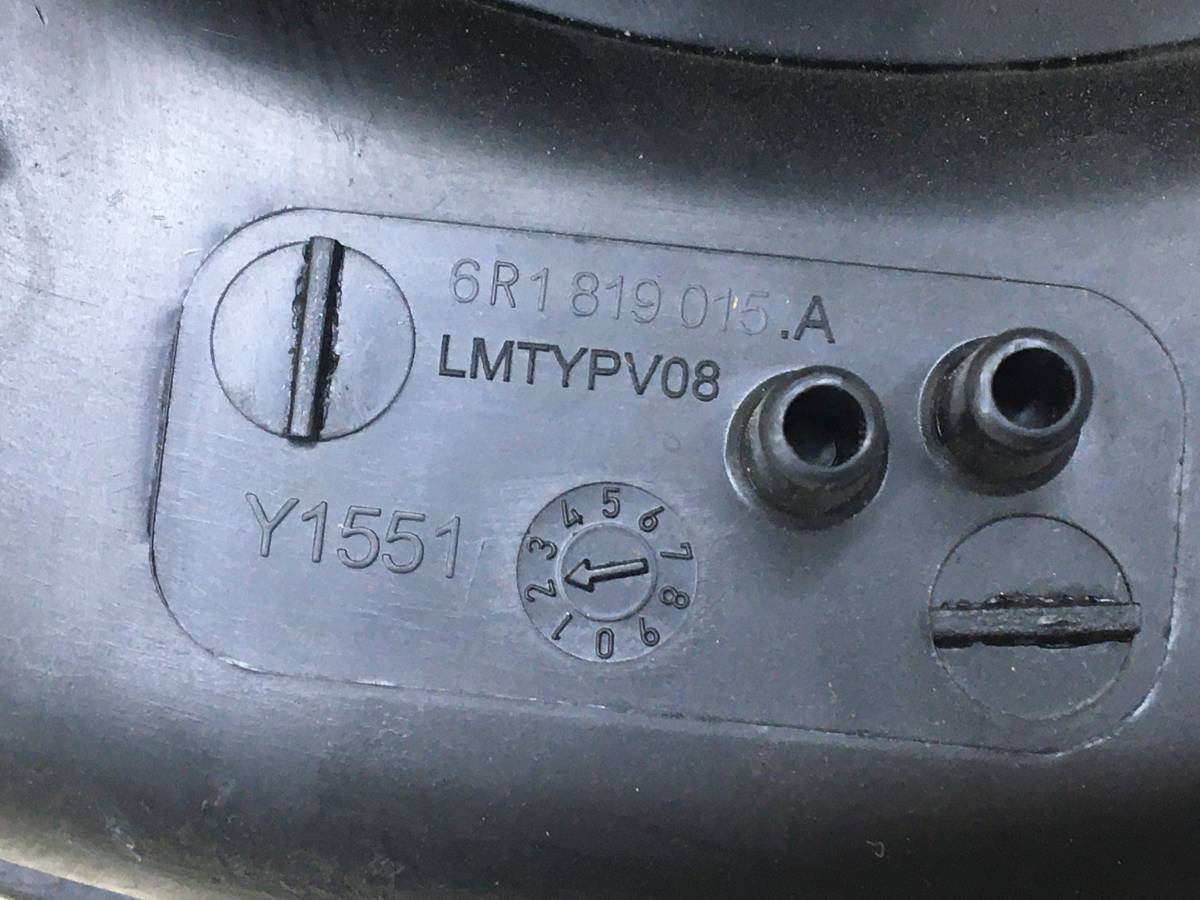 6R1 819 015.A
LMTYPV08
Y1551
0 1 2 3 4 5 6 7 8 9